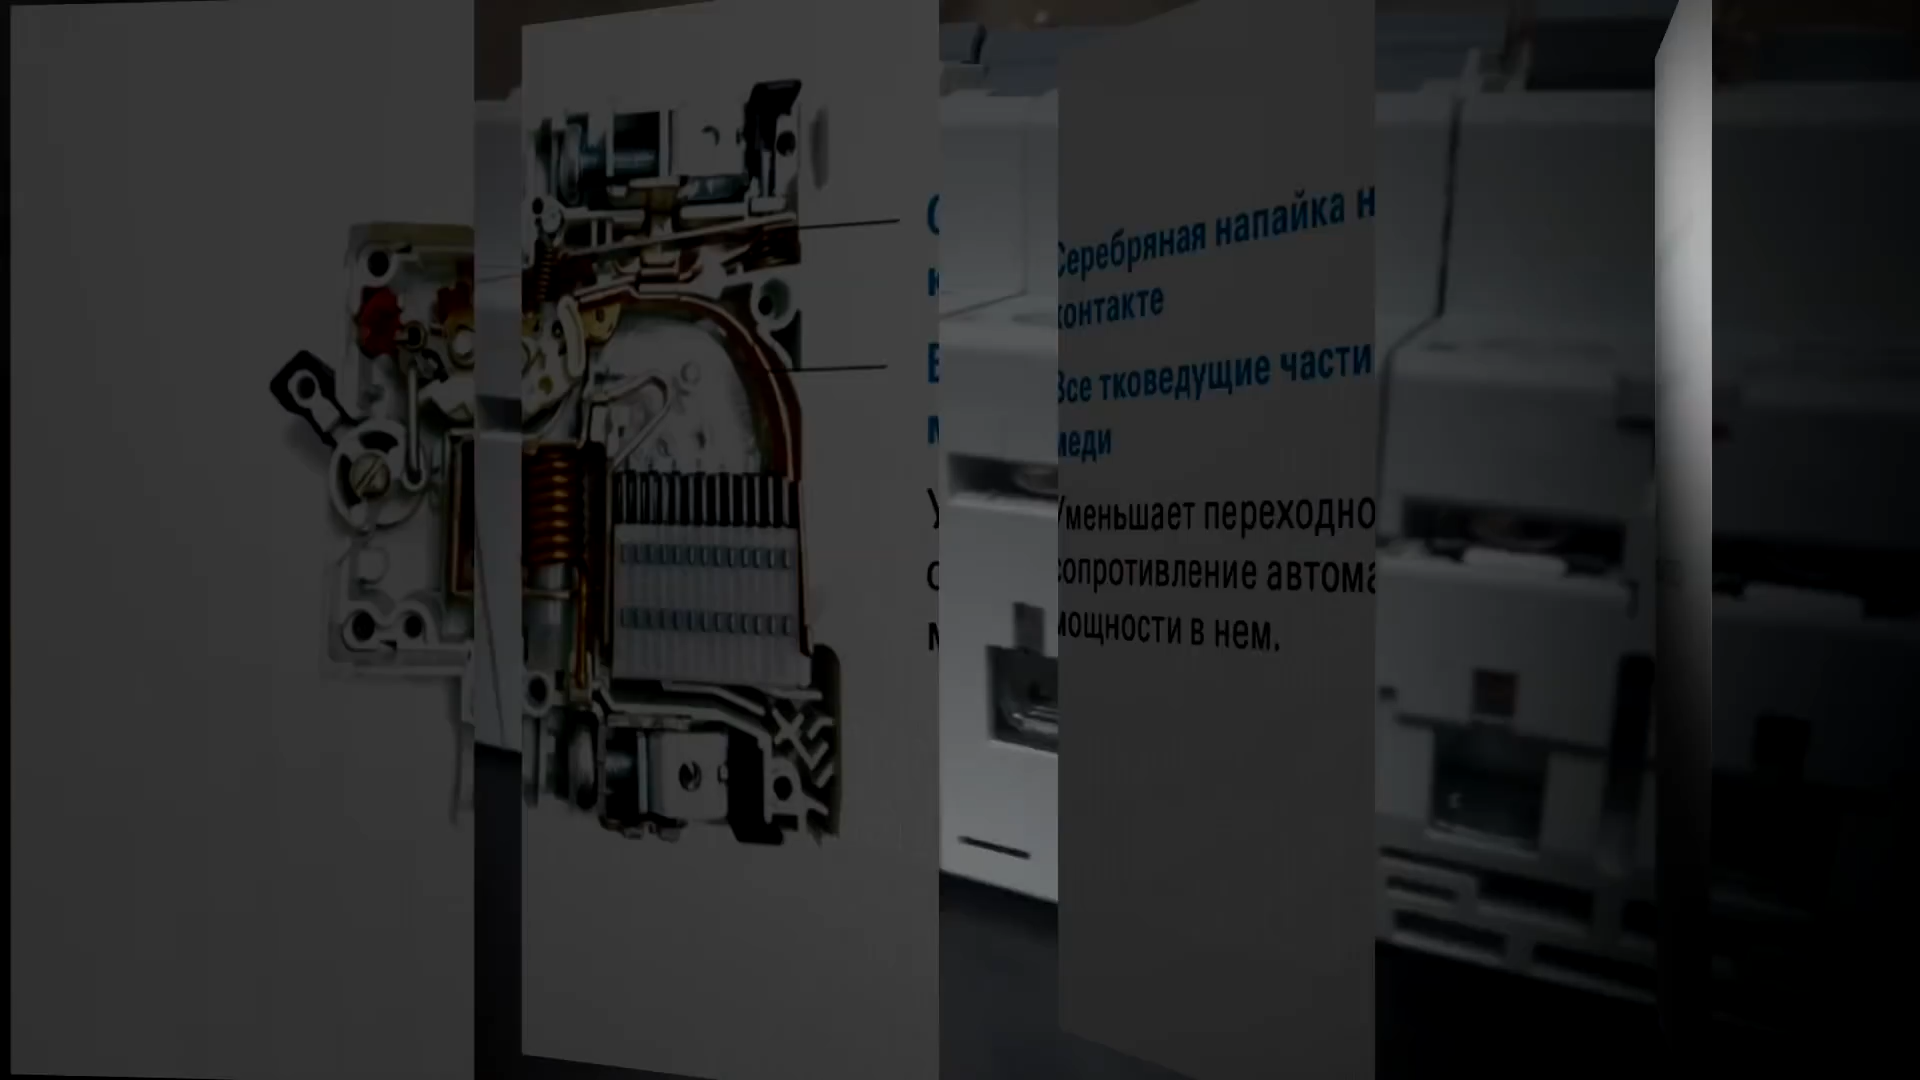 Серебряная напайка н
контакте
Все тковедущие части
меди
Уменьшает переходно
сопротивление автома
мощности в нем.